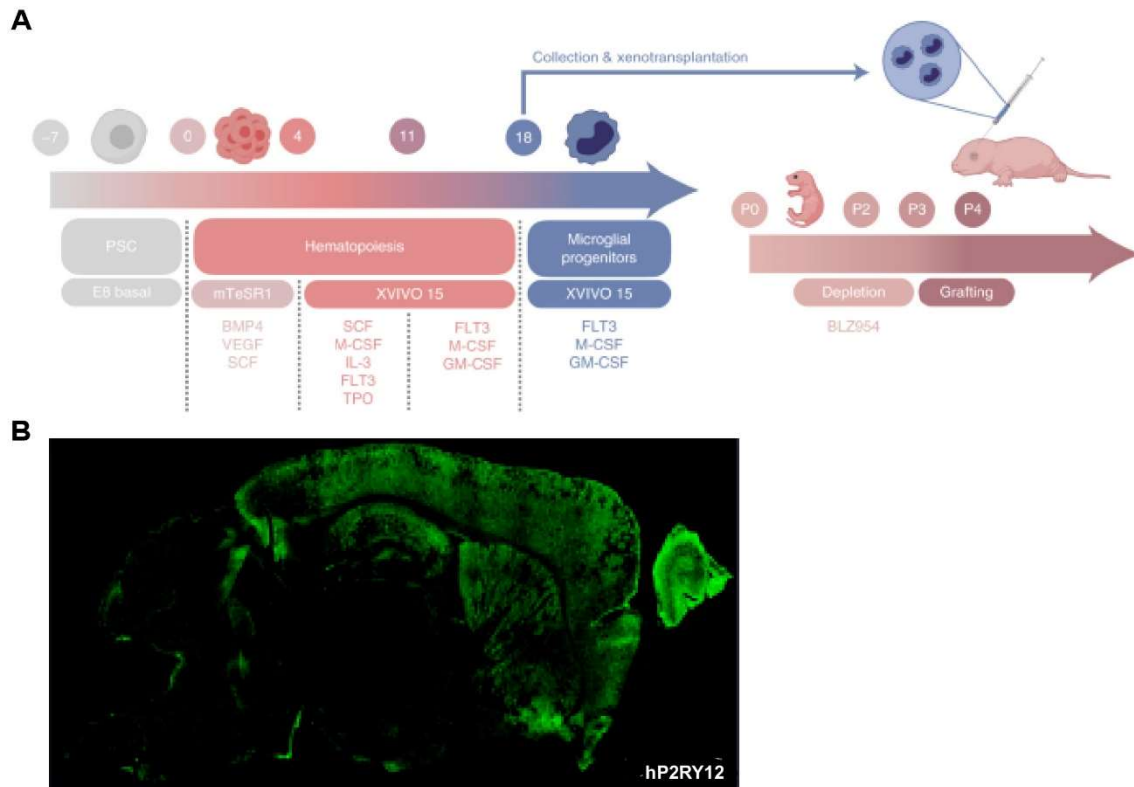 A
Collection & xenotransplantation
–7
0
4
11
18
P0
P2
P3
P4
PSC
Hematopoiesis
Microglial
progenitors
E8 basal
mTeSR1
XVIVO 15
XVIVO 15
Depletion
Grafting
BMP4
VEGF
SCF
SCF
M-CSF
IL-3
FLT3
TPO
FLT3
M-CSF
GM-CSF
FLT3
M-CSF
GM-CSF
BLZ954
B
hP2RY12